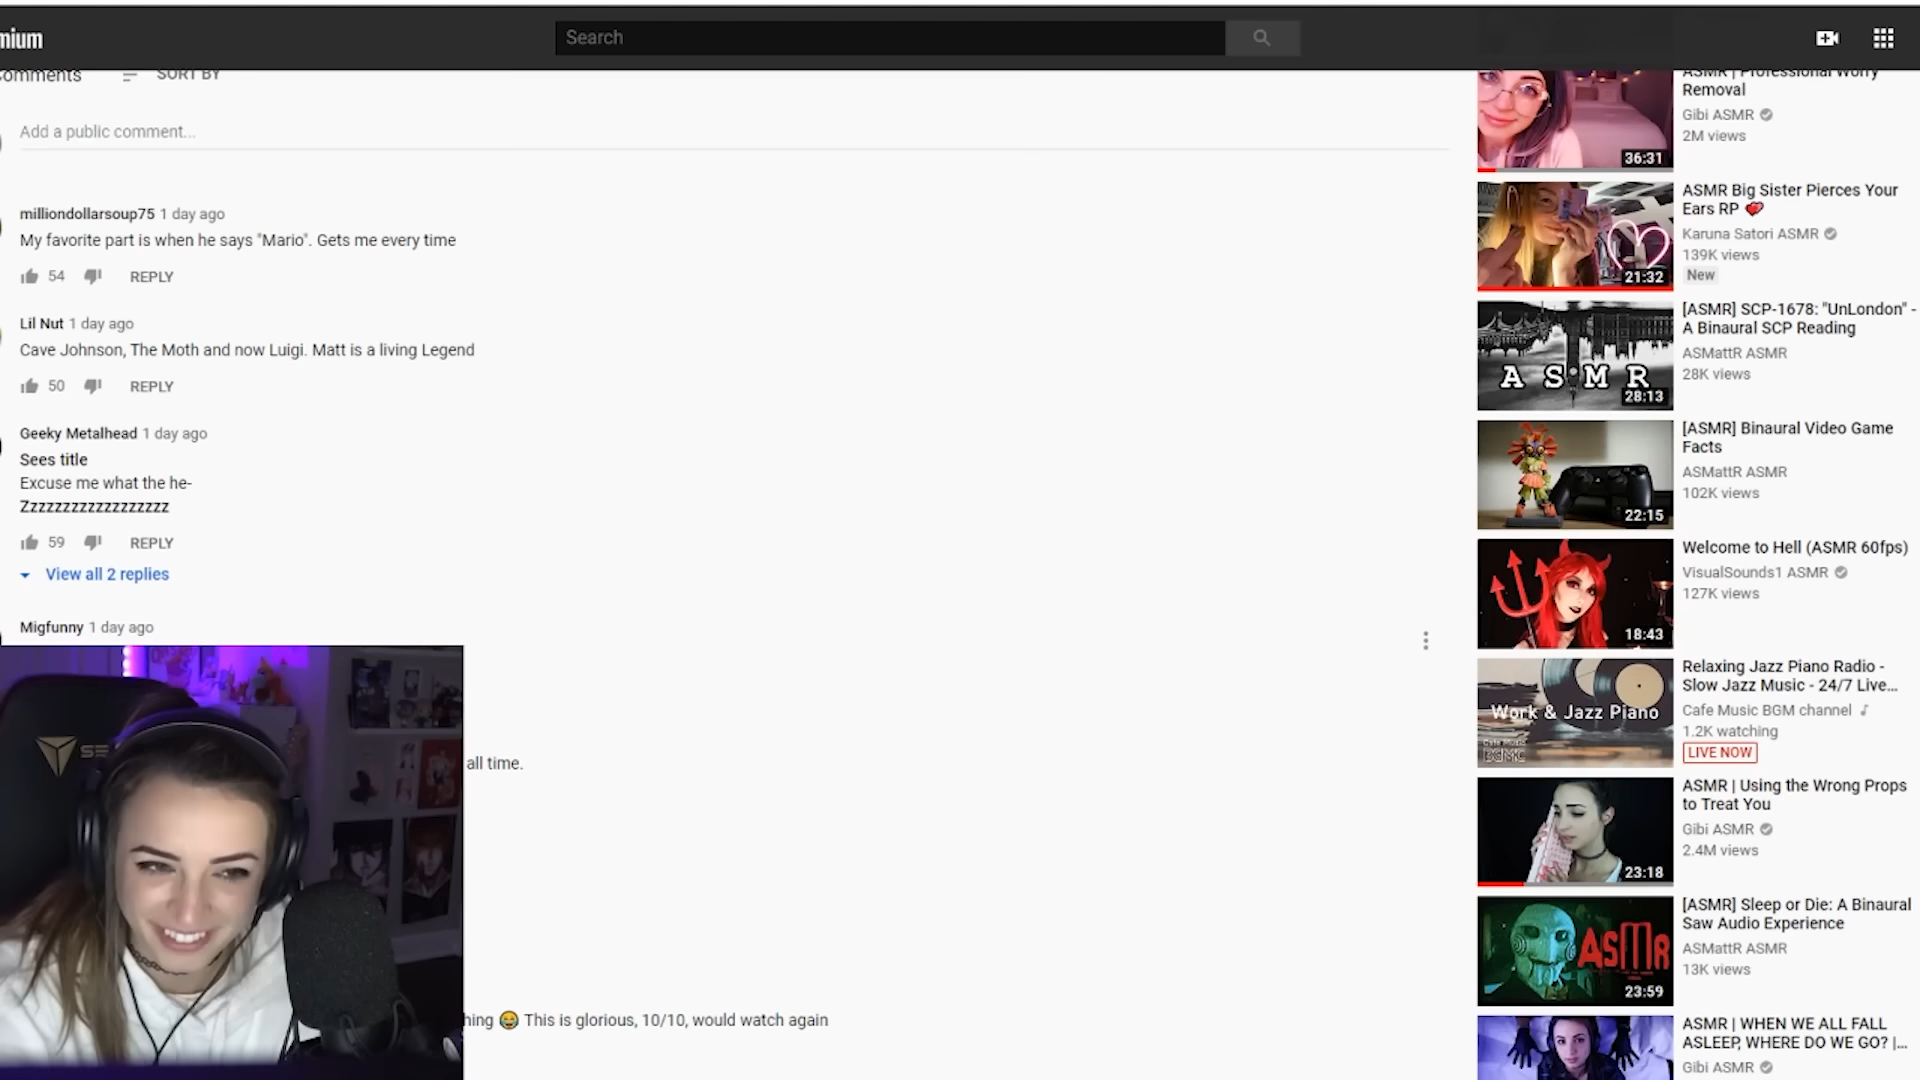 mium
Search
omments
SORT BY
Add a public comment...
milliondollarsoup75 1 day ago
My favorite part is when he says "Mario". Gets me every time
54
REPLY
Lil Nut 1 day ago
Cave Johnson, The Moth and now Luigi. Matt is a living Legend
50
REPLY
Geeky Metalhead 1 day ago
Sees title
Excuse me what the he-
Zzzzzzzzzzzzzzzzzz
59
REPLY
View all 2 replies
Migfunny 1 day ago
all time.
hing 😂 This is glorious, 10/10, would watch again
SE
ASMR | Professional Worry
Removal
Gibi ASMR
2M views
36:31
ASMR Big Sister Pierces Your
Ears RP 💕
Karuna Satori ASMR
139K views
New
21:32
[ASMR] SCP-1678: "UnLondon" -
A Binaural SCP Reading
ASMattR ASMR
28K views
ASMR
28:13
[ASMR] Binaural Video Game
Facts
ASMattR ASMR
102K views
22:15
Welcome to Hell (ASMR 60fps)
VisualSounds1 ASMR
127K views
18:43
Relaxing Jazz Piano Radio -
Slow Jazz Music - 24/7 Live...
Cafe Music BGM channel
1.2K watching
LIVE NOW
Work & Jazz Piano
Cafe Music
BGMC
ASMR | Using the Wrong Props
to Treat You
Gibi ASMR
2.4M views
23:18
[ASMR] Sleep or Die: A Binaural
Saw Audio Experience
ASMattR ASMR
13K views
ASMR
23:59
ASMR | WHEN WE ALL FALL
ASLEEP, WHERE DO WE GO? |...
Gibi ASMR